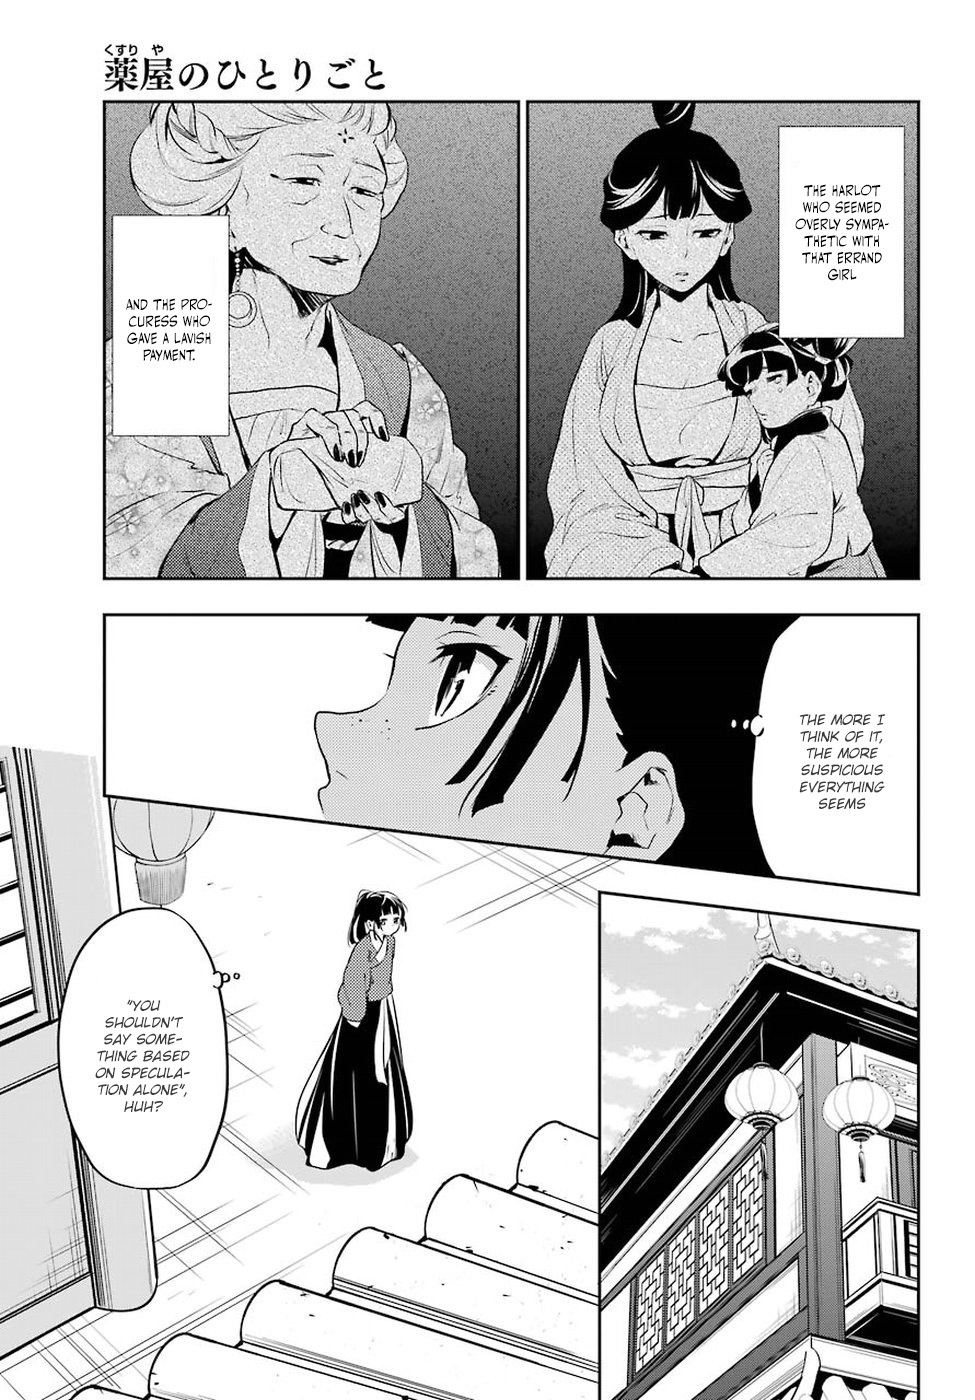 くすり や
薬屋のひとりごと
THE HARLOT
WHO SEEMED
OVERLY SYMPA-
THETIC WITH
THAT ERRAND
GIRL
AND THE PRO-
CURESS WHO
GAVE A LAVISH
PAYMENT.
THE MORE I
THINK OF IT,
THE MORE
SUSPICIOUS
EVERYTHING
SEEMS
"YOU
SHOULDN'T
SAY SOME-
THING BASED
ON SPECULA-
TION ALONE",
HUH?